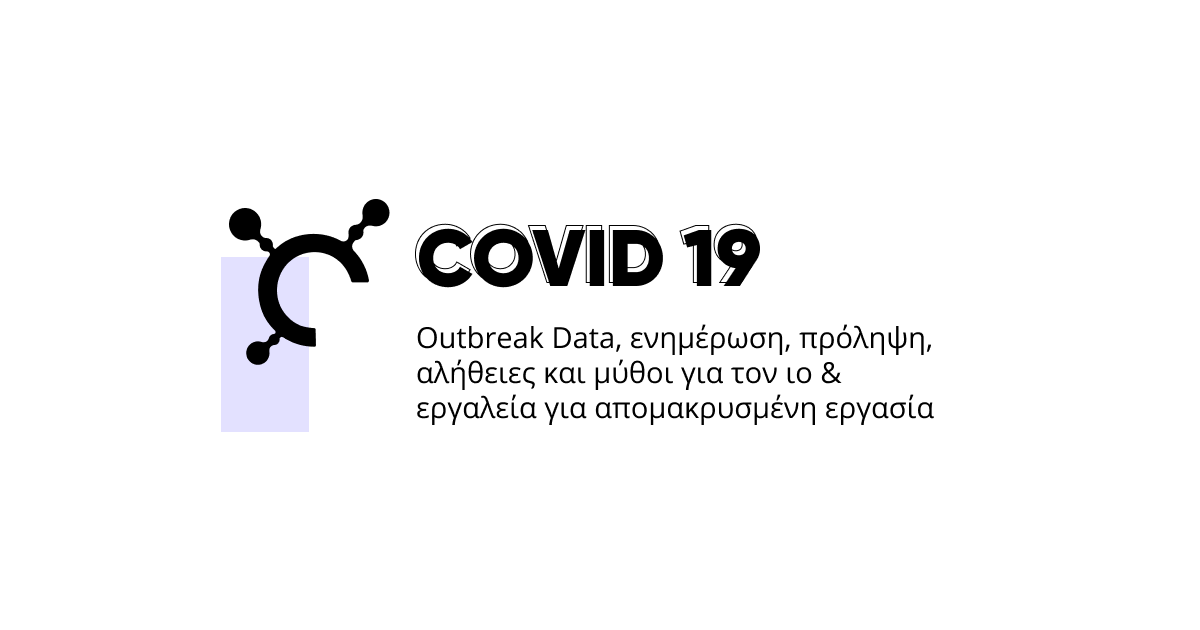 COVID 19
Outbreak Data, ενημέρωση, πρόληψη,
αλήθειες και μύθοι για τον ιο &
εργαλεία για απομακρυσμένη εργασία